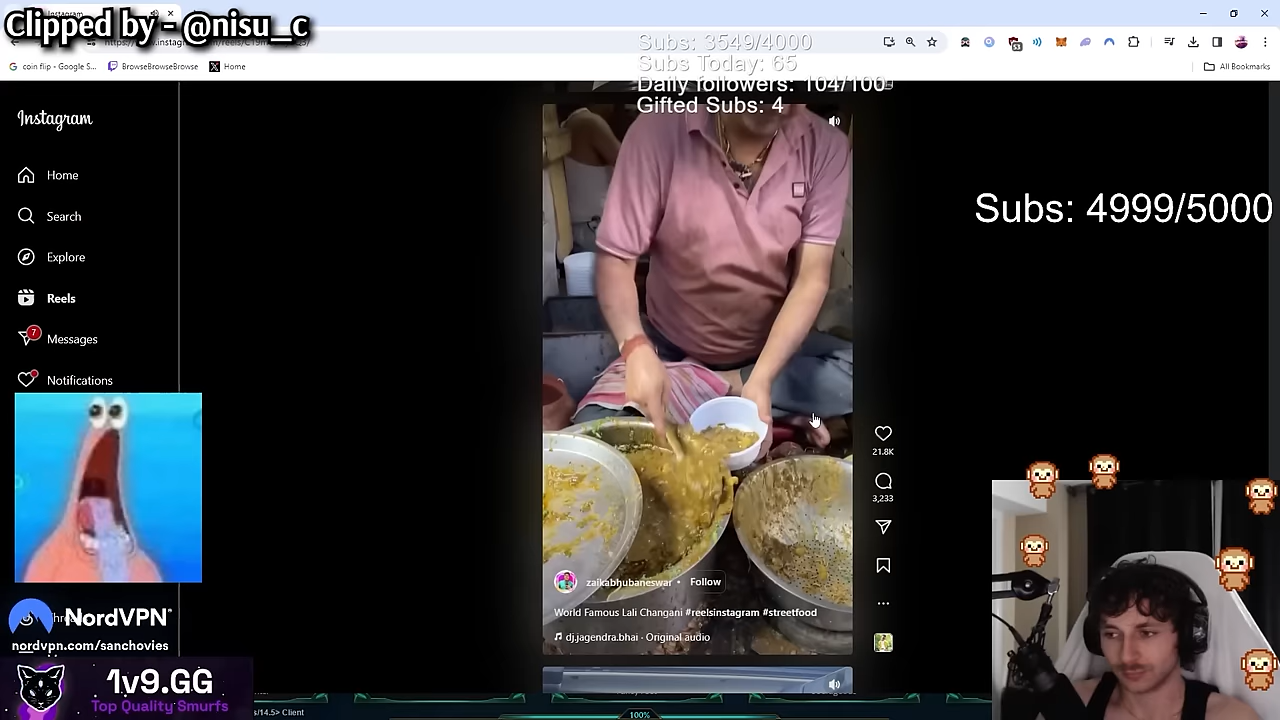 Clipped by - @nisu_c
coin flip - Google S...
BrowseBrowseBrowse
Home
All Bookmarks
Subs: 3549/4000
Subs Today: 65
Daily followers: 104/100
Gifted Subs: 4
Subs: 4999/5000
Instagram
Home
Search
Explore
Reels
7
Messages
Notifications
21.8K
3,233
zaikabhubaneswar • Follow
World Famous Lali Changani #reelsinstagram #streetfood
dj.jagendra.bhai · Original audio
NordVPN®
nordvpn.com/sanchovies
1v9.GG
Top Quality Smurfs
s/14.5> Client
100%